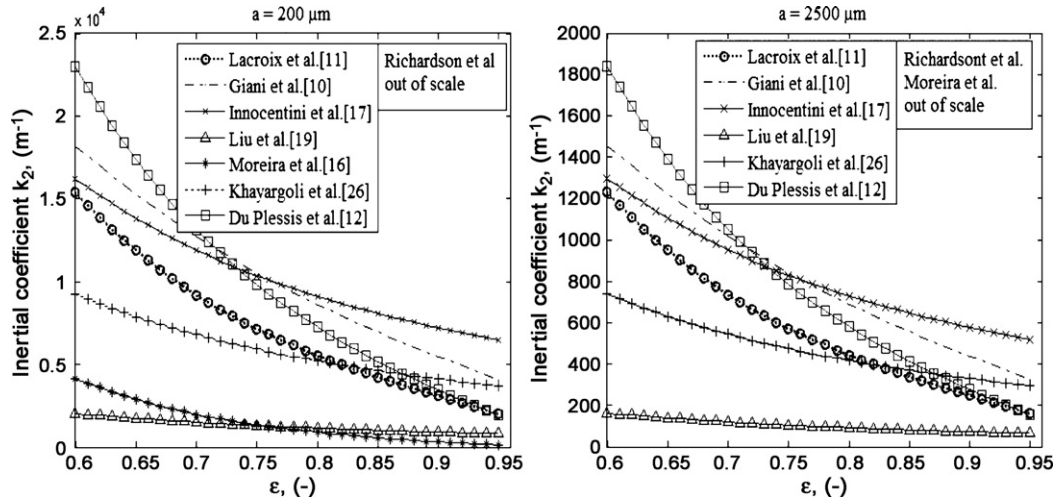 a = 200 μm
x 10⁴
2.5
2
1.5
1
0.5
0
Inertial coefficient k₂, (m⁻¹)
Lacroix et al.[11]
Giani et al.[10]
Innocentini et al.[17]
Liu et al.[19]
Moreira et al.[16]
Khayargoli et al.[26]
Du Plessis et al.[12]
Richardson et al
out of scale
0.6 0.65 0.7 0.75 0.8 0.85 0.9 0.95
ε, (-)
a = 2500 μm
2000
1800
1600
1400
1200
1000
800
600
400
200
0
Inertial coefficient k₂, (m⁻¹)
Lacroix et al.[11]
Giani et al.[10]
Innocentini et al.[17]
Liu et al.[19]
Khayargoli et al.[26]
Du Plessis et al.[12]
Richardsont et al.
Moreira et al.
out of scale
0.6 0.65 0.7 0.75 0.8 0.85 0.9 0.95
ε, (-)